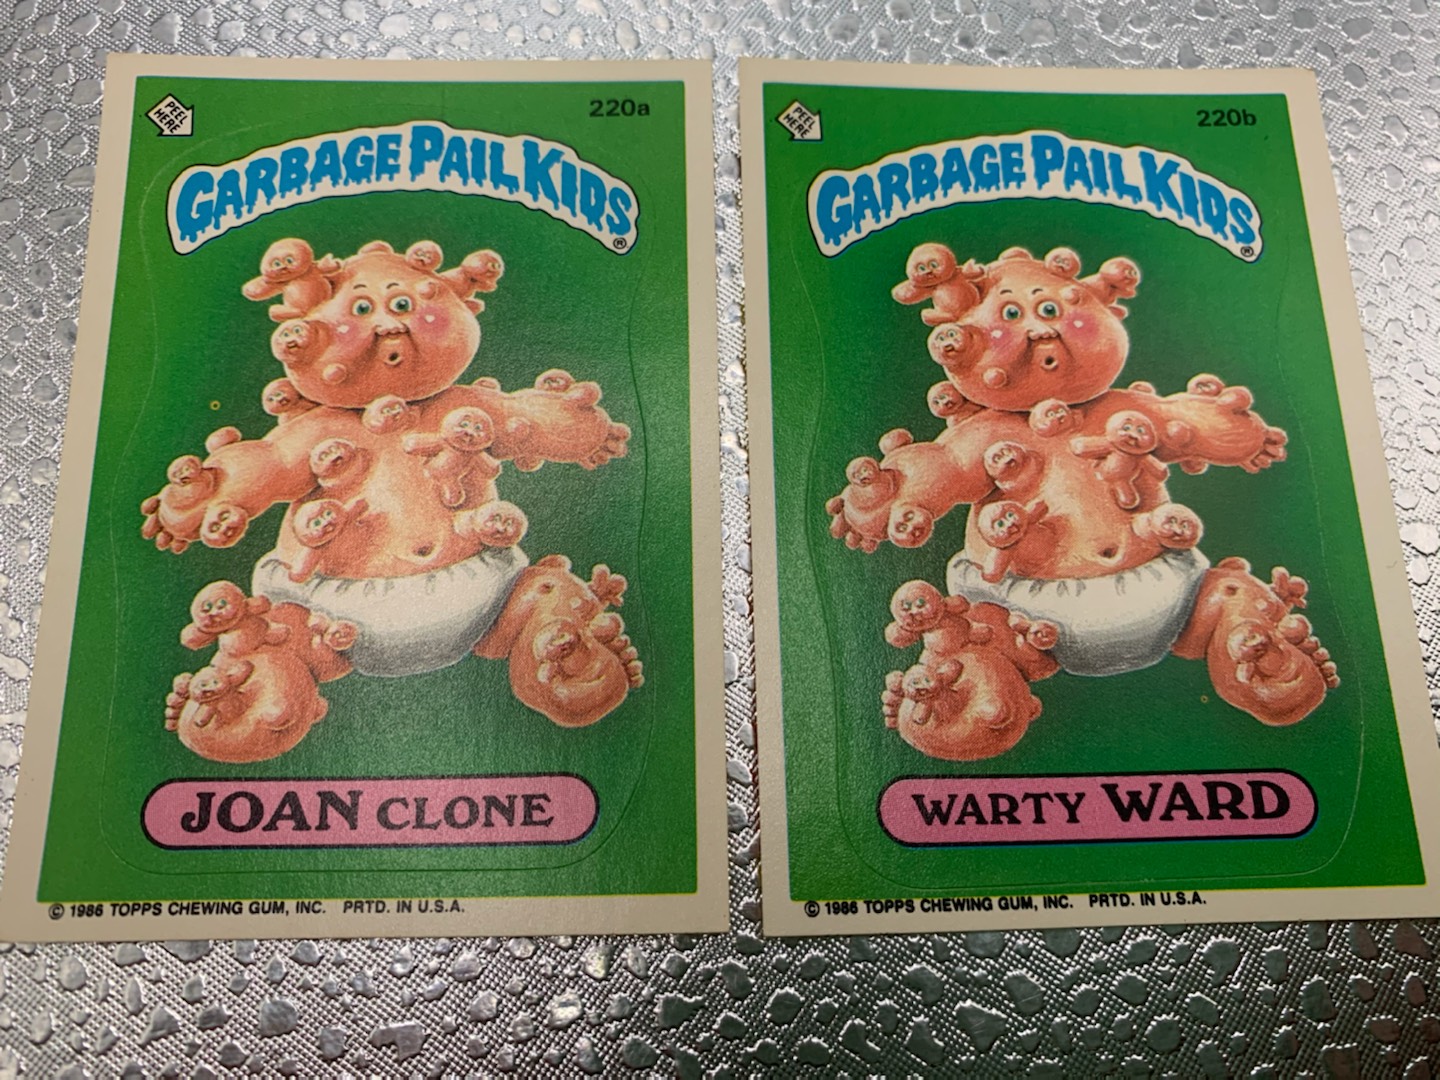 PEEL
HERE
220a
GARBAGE PAIL KIDS
®
JOAN CLONE
© 1986 TOPPS CHEWING GUM, INC. PRTD. IN U.S.A.
PEEL
HERE
220b
GARBAGE PAIL KIDS
®
WARTY WARD
© 1986 TOPPS CHEWING GUM, INC. PRTD. IN U.S.A.